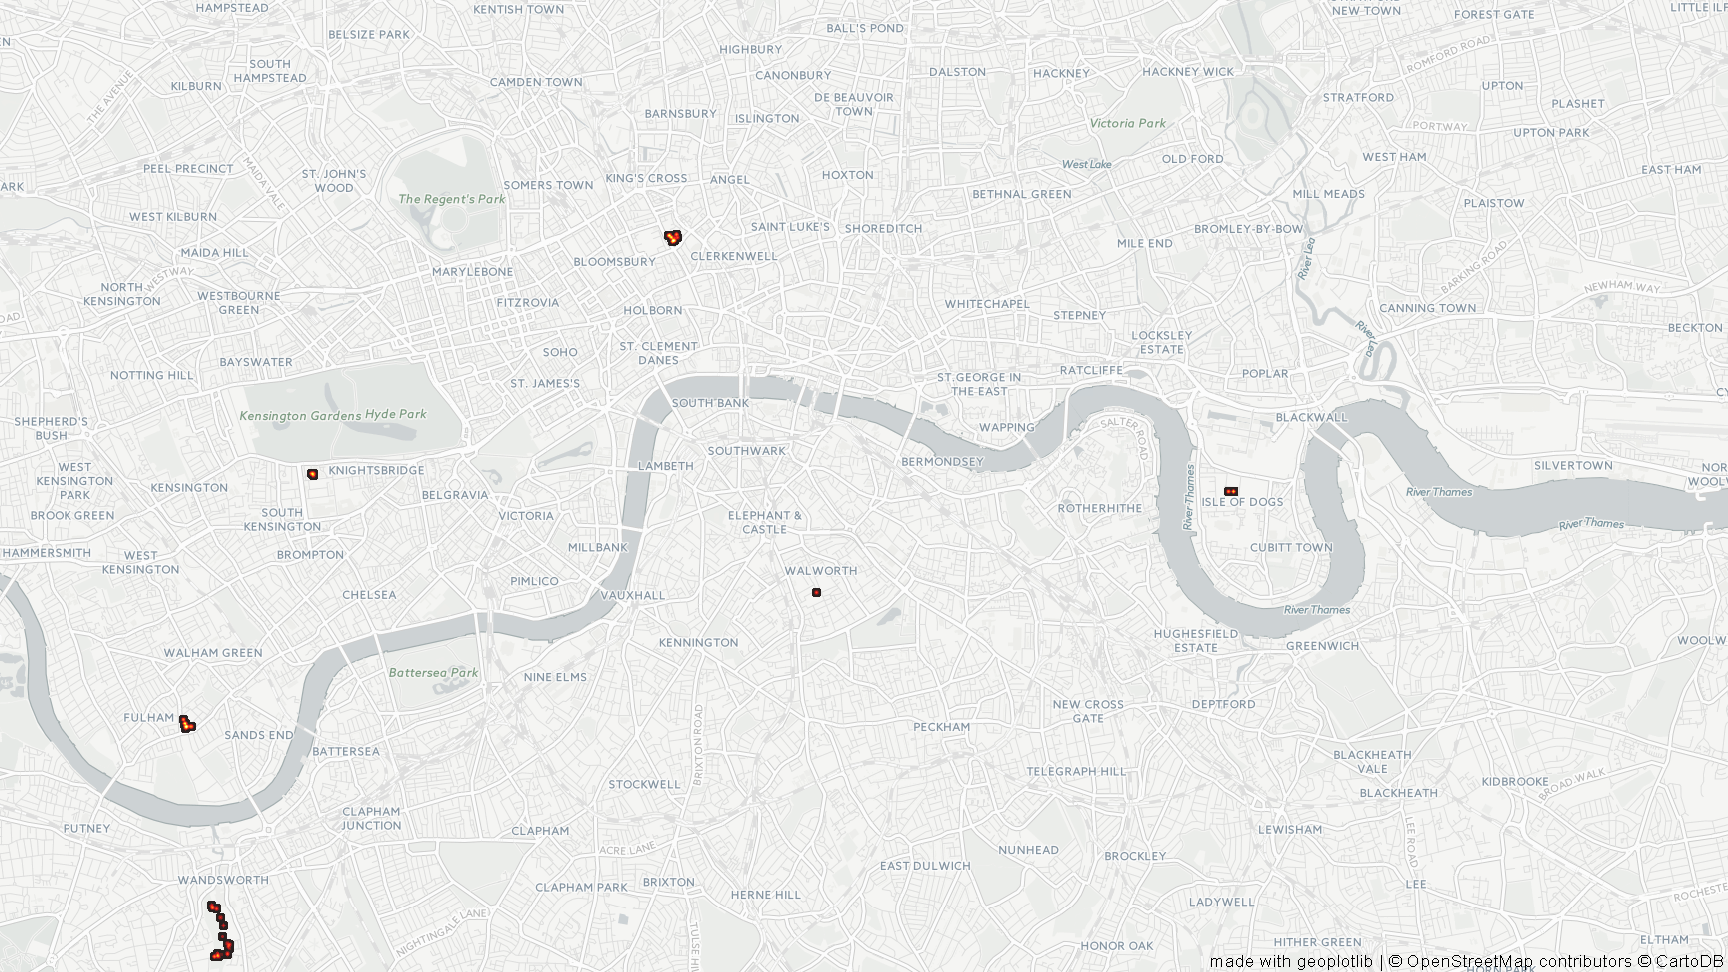 HAMPSTEAD
BELSIZE PARK
KENTISH TOWN
BALL'S POND
NEW TOWN
FOREST GATE
LITTLE ILF
HIGHBURY
SOUTH
HAMPSTEAD
KILBURN
THE AVENUE
CAMDEN TOWN
CANONBURY
DALSTON
HACKNEY
HACKNEY WICK
ROMFORD ROAD
UPTON
DE BEAUVOIR
TOWN
STRATFORD
PLASHET
BARNSBURY
ISLINGTON
Victoria Park
PORTWAY
UPTON PARK
PEEL PRECINCT
MAIDA VALE
ST. JOHN'S
WOOD
SOMERS TOWN
KING'S CROSS
ANGEL
HOXTON
West Lake
OLD FORD
WEST HAM
EAST HAM
ARK
The Regent's Park
BETHNAL GREEN
MILL MEADS
PLAISTOW
WEST KILBURN
SAINT LUKE'S
SHOREDITCH
BROMLEY-BY-BOW
MAIDA HILL
MILE END
River Lea
BLOOMSBURY
CLERKENWELL
BARKING ROAD
WESTWAY
MARYLEBONE
NORTH
KENSINGTON
WESTBOURNE
GREEN
FITZROVIA
HOLBORN
WHITECHAPEL
STEPNEY
NEWHAM WAY
CANNING TOWN
BECKTON
ROAD
LOCKSLEY
ESTATE
River Lea
SOHO
ST. CLEMENT
DANES
BAYSWATER
NOTTING HILL
ST. JAMES'S
ST.GEORGE IN
THE EAST
RATCLIFFE
POPLAR
Kensington Gardens
Hyde Park
SOUTH BANK
BLACKWALL
SHEPHERD'S
BUSH
WAPPING
SALTER ROAD
SOUTHWARK
BERMONDSEY
LAMBETH
KNIGHTSBRIDGE
WEST
KENSINGTON
PARK
KENSINGTON
BELGRAVIA
SILVERTOWN
NOR
WOOLW
River Thames
River Thames
ISLE OF DOGS
ROTHERHITHE
BROOK GREEN
SOUTH
KENSINGTON
VICTORIA
ELEPHANT &
CASTLE
River Thames
HAMMERSMITH
WEST
KENSINGTON
BROMPTON
MILLBANK
CUBITT TOWN
WALWORTH
PIMLICO
CHELSEA
VAUXHALL
River Thames
WALHAM GREEN
KENNINGTON
HUGHESFIELD
ESTATE
GREENWICH
WOOLW
Battersea Park
NINE ELMS
NEW CROSS
GATE
DEPTFORD
FULHAM
SANDS END
BRIXTON ROAD
PECKHAM
BATTERSEA
BLACKHEATH
VALE
TELEGRAPH HILL
STOCKWELL
KIDBROOKE
BROAD WALK
BLACKHEATH
CLAPHAM
JUNCTION
FUTNEY
CLAPHAM
LEWISHAM
LEE ROAD
ACRE LANE
NUNHEAD
BROCKLEY
EAST DULWICH
WANDSWORTH
CLAPHAM PARK
BRIXTON
HERNE HILL
LEE
ROCHESTE
LADYWELL
NIGHTINGALE LANE
TULSE HI
HONOR OAK
HITHER GREEN
ELTHAM
made with geoplotlib | © OpenStreetMap contributors © CartoDB